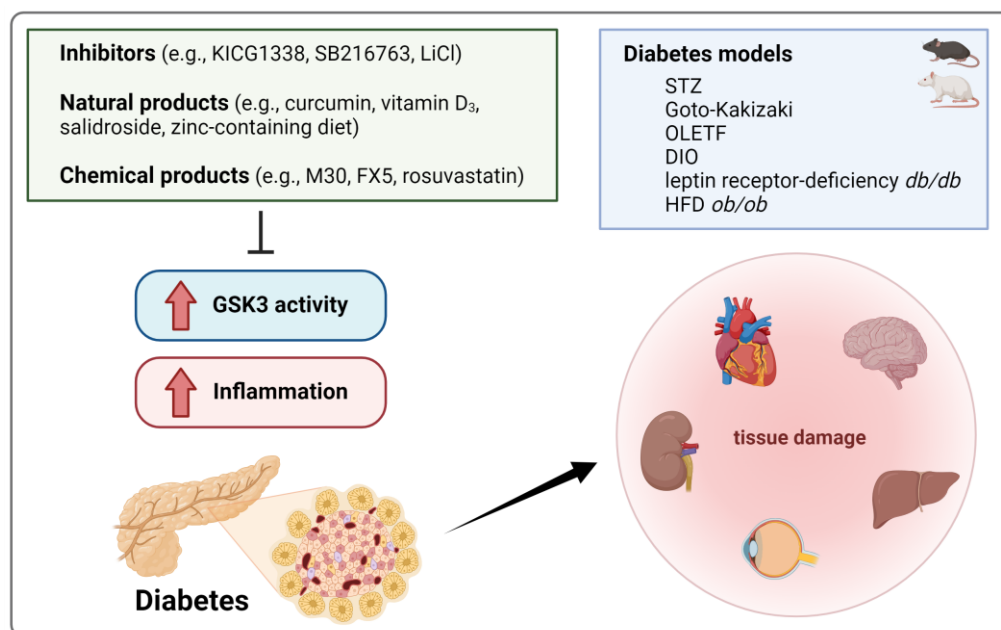 Inhibitors (e.g., KICG1338, SB216763, LiCl)
Natural products (e.g., curcumin, vitamin D₃,
salidroside, zinc-containing diet)
Chemical products (e.g., M30, FX5, rosuvastatin)
Diabetes models
STZ
Goto-Kakizaki
OLETF
DIO
leptin receptor-deficiency db/db
HFD ob/ob
GSK3 activity
Inflammation
tissue damage
Diabetes